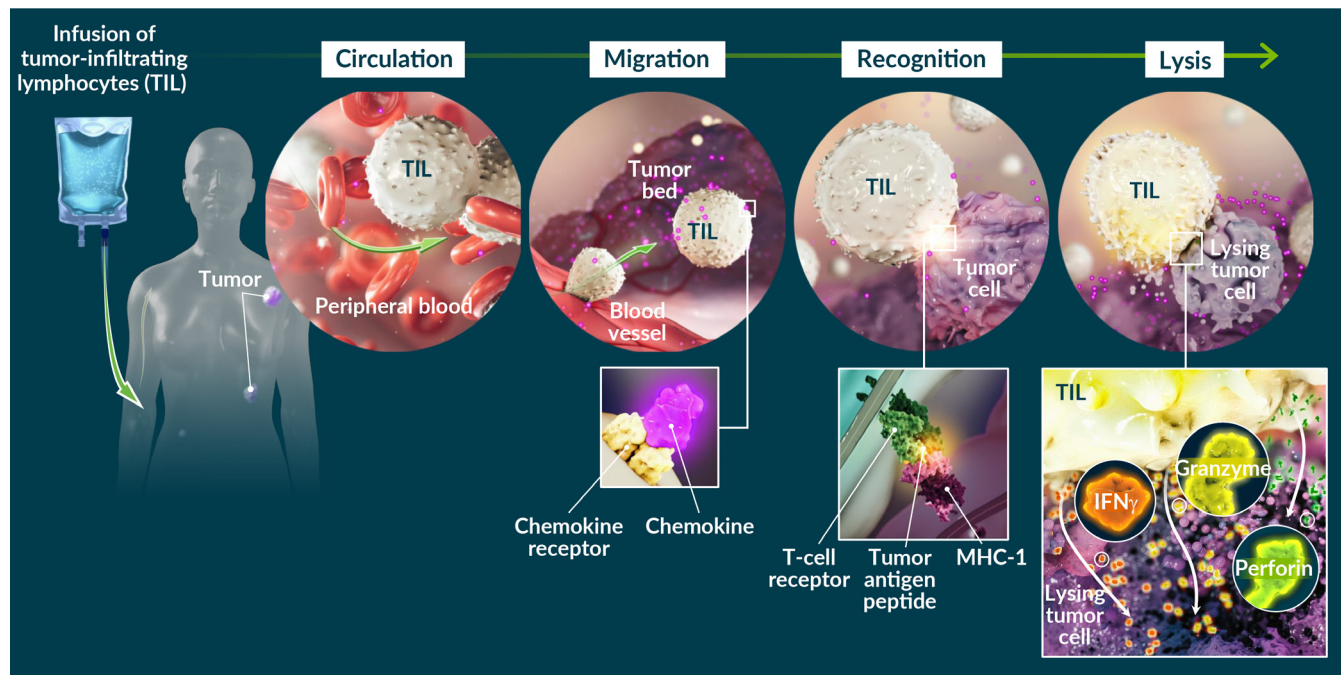 Infusion of
tumor-infiltrating
lymphocytes (TIL)
Circulation
Migration
Recognition
Lysis
Tumor
TIL
Peripheral blood
Tumor
bed
TIL
Blood
vessel
TIL
Tumor
cell
TIL
Lysing
tumor
cell
Chemokine
receptor
Chemokine
T-cell
receptor
Tumor
antigen
peptide
MHC-1
TIL
Granzyme
IFNγ
Perforin
Lysing
tumor
cell